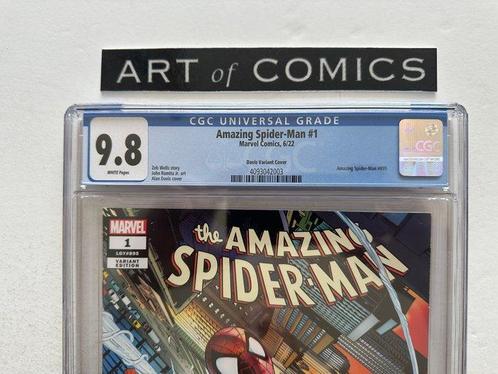 ART of COMICS
CGC UNIVERSAL GRADE
9.8
WHITE Pages
Amazing Spider-Man #1
Marvel Comics, 6/22
Davis Variant Cover
Zeb Wells story
John Romita Jr. art
Alan Davis cover
4093042003
Amazing Spider-Man #895
CGC
MARVEL
1
LGY#895
VARIANT
EDITION
the AMAZING
SPIDER-MAN